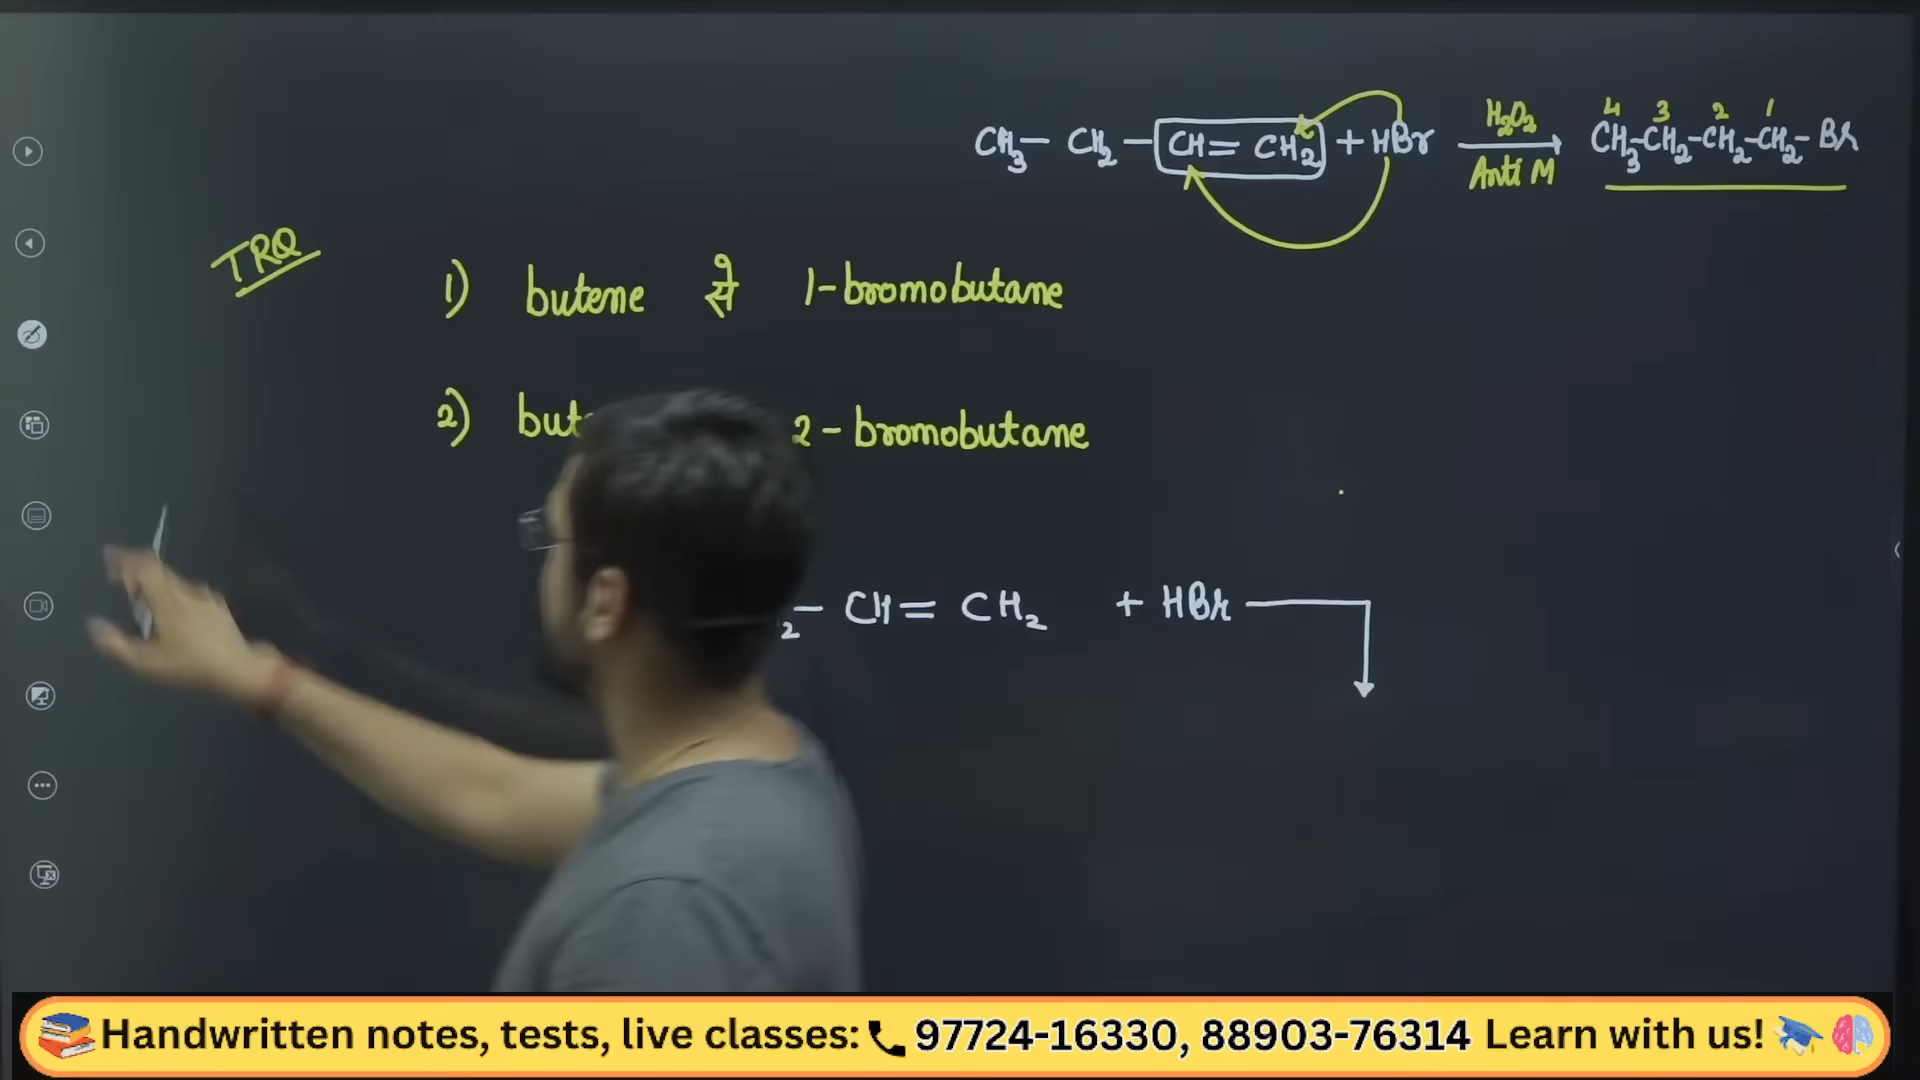 CH₃ – CH₂ – CH = CH₂ + HBr H₂O₂ Anti M CH₃-CH₂-CH₂-CH₂-Br
4 3 2 1
TRQ
1) butene से 1-bromobutane
2) 2-bromobutane
₂ – CH = CH₂ + HBr
Handwritten notes, tests, live classes: 97724-16330, 88903-76314 Learn with us!